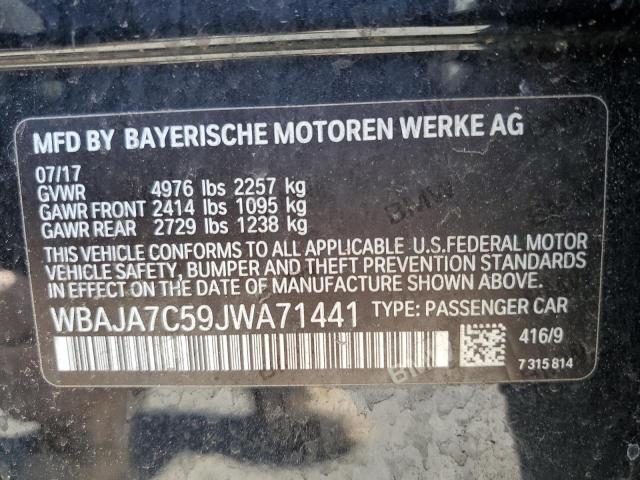 MFD BY BAYERISCHE MOTOREN WERKE AG
07/17
GVWR 4976 lbs 2257 kg
GAWR FRONT 2414 lbs 1095 kg
GAWR REAR 2729 lbs 1238 kg
THIS VEHICLE CONFORMS TO ALL APPLICABLE U.S.FEDERAL MOTOR
VEHICLE SAFETY, BUMPER AND THEFT PREVENTION STANDARDS
IN EFFECT ON THE DATE OF MANUFACTURE SHOWN ABOVE.
WBAJA7C59JWA71441 TYPE: PASSENGER CAR
416/9
7 315 814
BMW
BMW